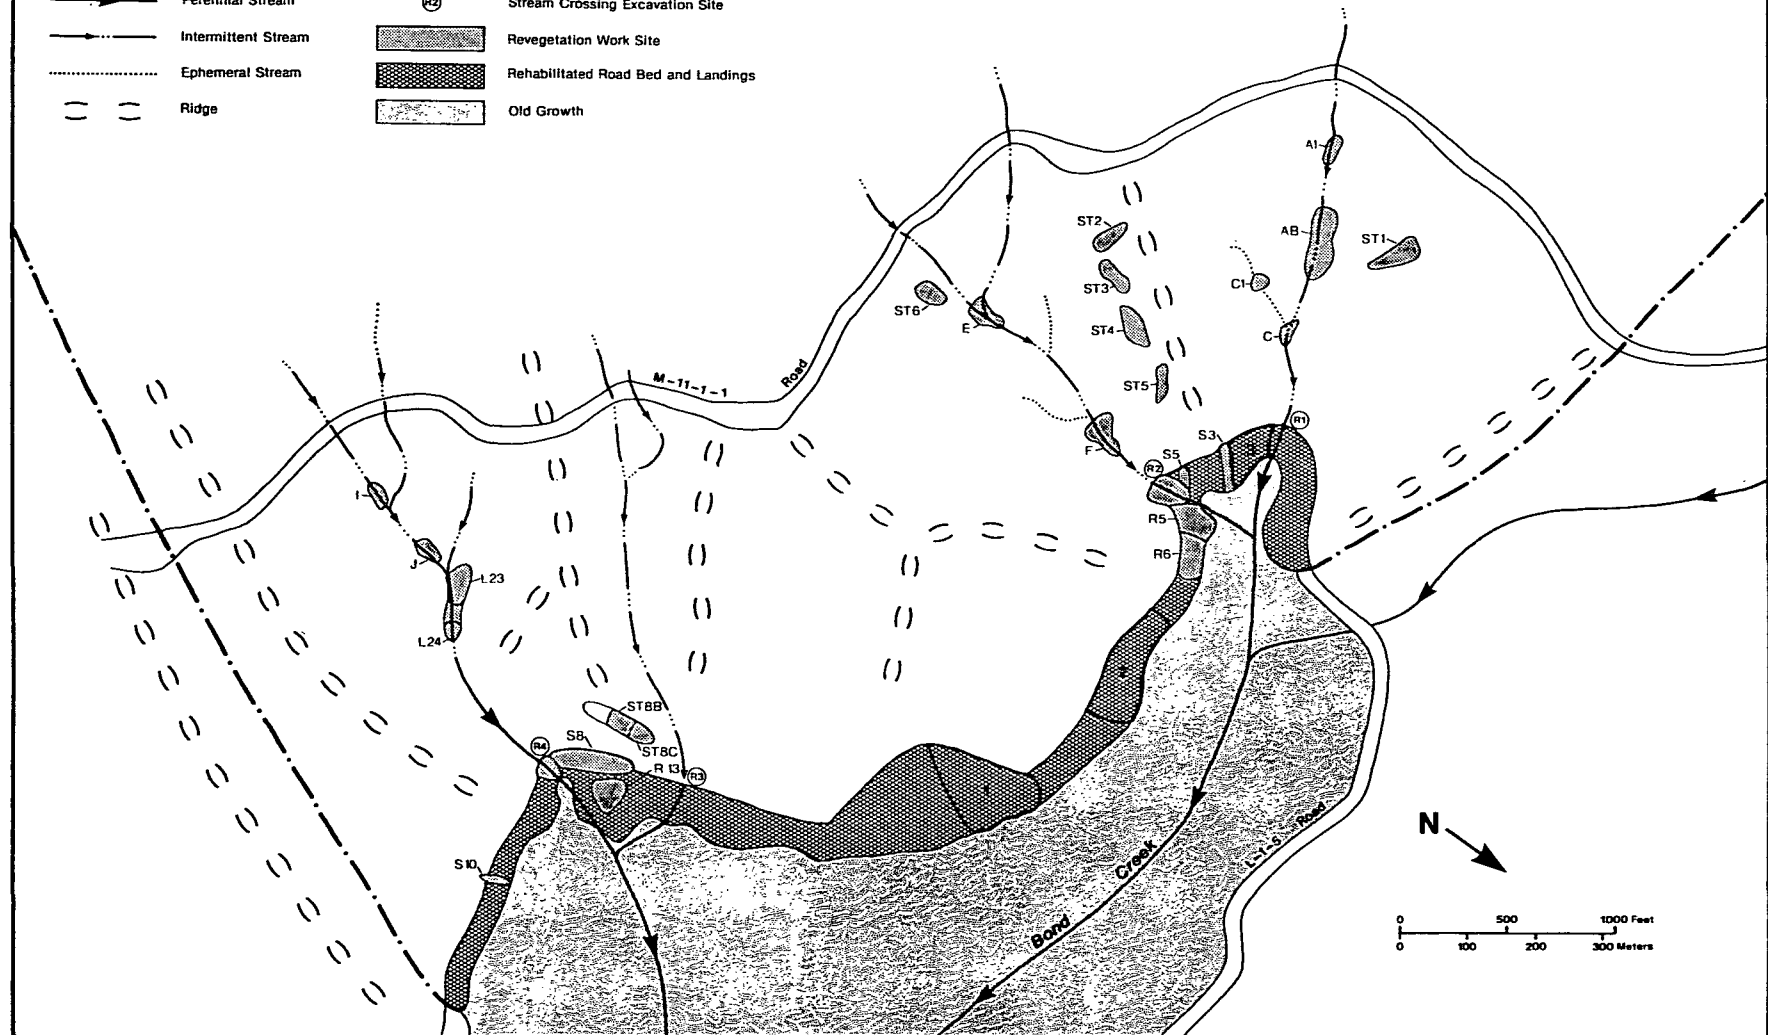 Perennial Stream
R2 Stream Crossing Excavation Site
Intermittent Stream
Revegetation Work Site
Ephemeral Stream
Rehabilitated Road Bed and Landings
Ridge
Old Growth
A1
ST2
AB
ST1
ST3
C1
ST6
E
ST4
C
M-11-1-1 Road
ST5
R1
S3
F
S5
R2
I
R5
J
L23
R6
L24
ST8B
S8
ST8C
R4
R 13
R3
S10
L-1-5 Road
N
Bond Creek
0 500 1000 Feet
0 100 200 300 Meters